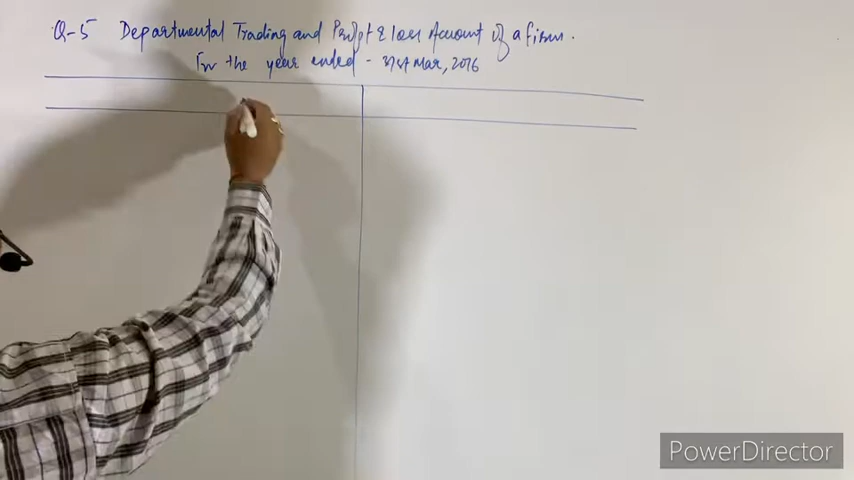 Q-5 Departmental Trading and Profit & loss Account of a firm.
For the year ended - 31st Mar, 2016
PowerDirector